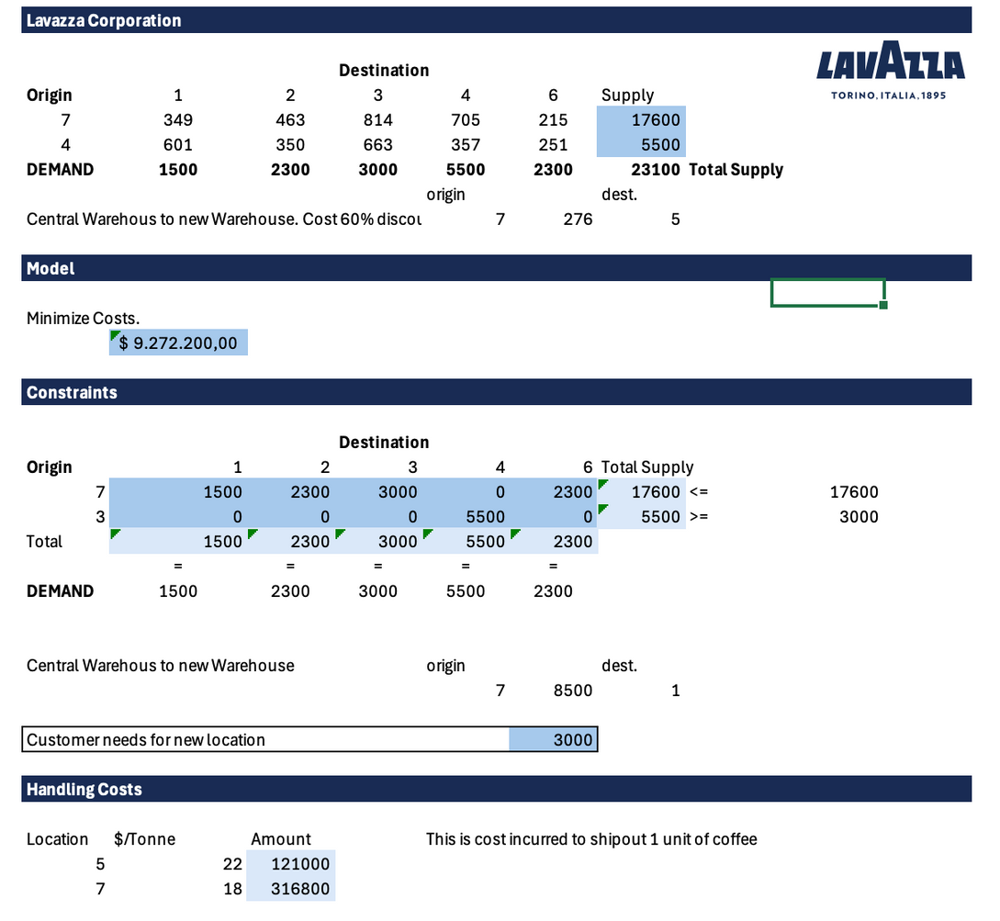 Lavazza Corporation
LAVAZZA
TORINO, ITALIA, 1895
Destination
Origin 1 2 3 4 6 Supply
7 349 463 814 705 215 17600
4 601 350 663 357 251 5500
DEMAND 1500 2300 3000 5500 2300 23100 Total Supply
origin dest.
Central Warehous to new Warehouse. Cost 60% discou 7 276 5
Model
Minimize Costs.
$ 9.272.200,00
Constraints
Destination
Origin 1 2 3 4 6 Total Supply
7 1500 2300 3000 0 2300 17600 <= 17600
3 0 0 0 5500 0 5500 >= 3000
Total 1500 2300 3000 5500 2300
= = = = =
DEMAND 1500 2300 3000 5500 2300
Central Warehous to new Warehouse origin dest.
7 8500 1
Customer needs for new location 3000
Handling Costs
Location $/Tonne Amount This is cost incurred to shipout 1 unit of coffee
5 22 121000
7 18 316800